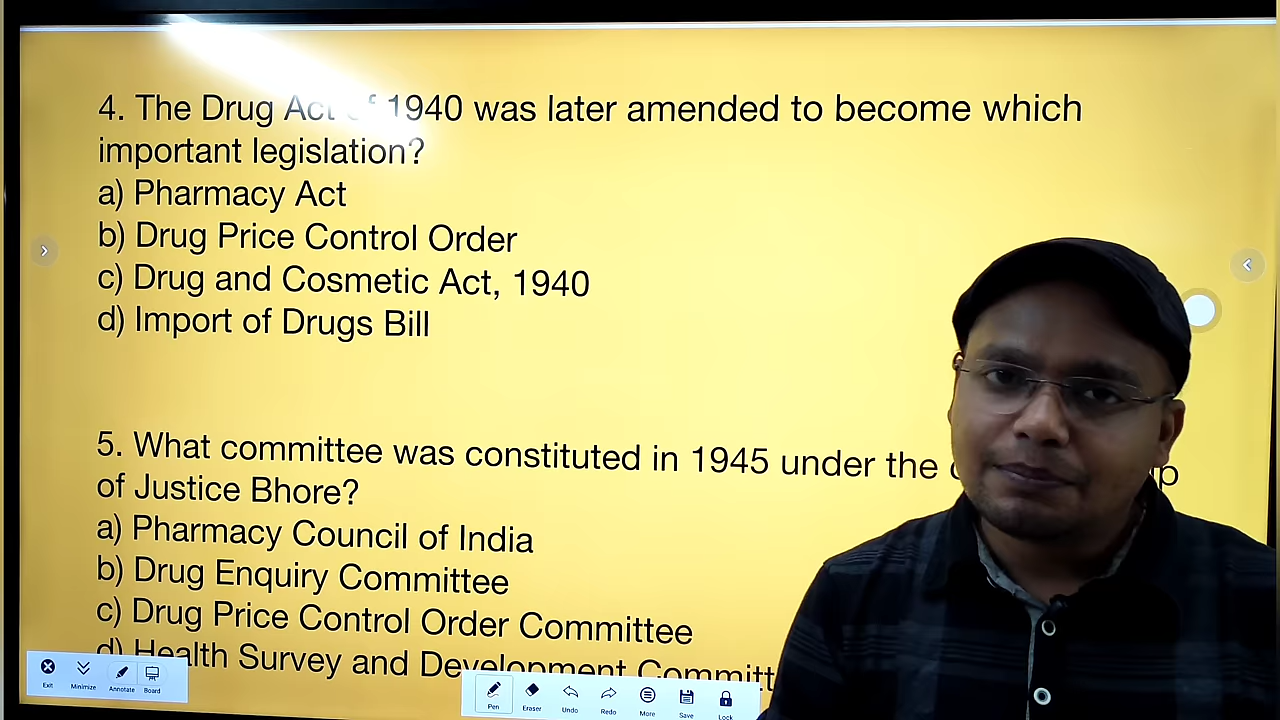 4. The Drug Act of 1940 was later amended to become which
important legislation?
a) Pharmacy Act
b) Drug Price Control Order
c) Drug and Cosmetic Act, 1940
d) Import of Drugs Bill
5. What committee was constituted in 1945 under the
of Justice Bhore?
a) Pharmacy Council of India
b) Drug Enquiry Committee
c) Drug Price Control Order Committee
d) Health Survey and Development
Exit Minimize Annotate Board
Pen Eraser Undo Redo More Save Lock